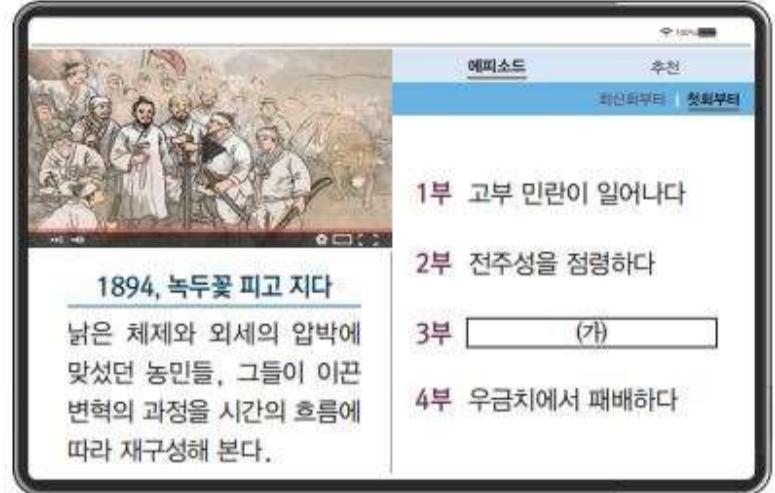 100%
에피소드 추천
최신화부터 | 첫회부터
1894, 녹두꽃 피고 지다
낡은 체제와 외세의 압박에
맞섰던 농민들, 그들이 이끈
변혁의 과정을 시간의 흐름에
따라 재구성해 본다.
1부 고부 민란이 일어나다
2부 전주성을 점령하다
3부 (가)
4부 우금치에서 패배하다